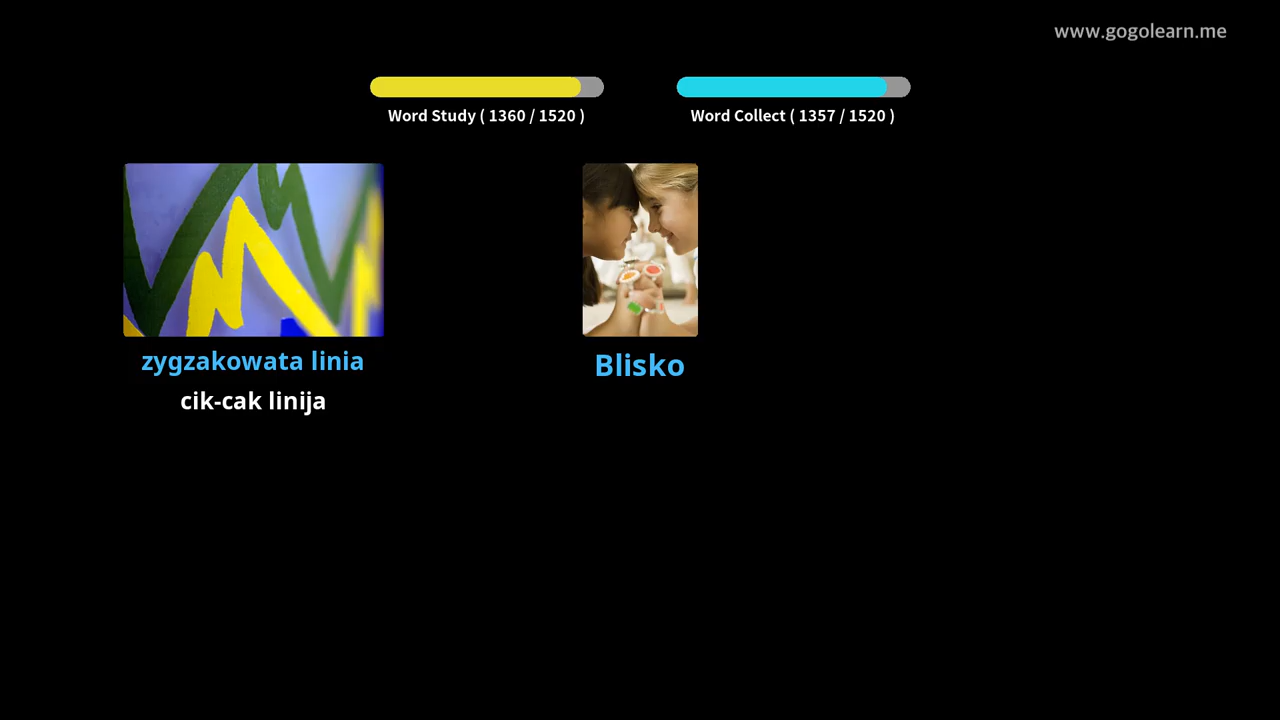 www.gogolearn.me
Word Study ( 1360 / 1520 )
Word Collect ( 1357 / 1520 )
zygzakowata linia
cik-cak linija
Blisko